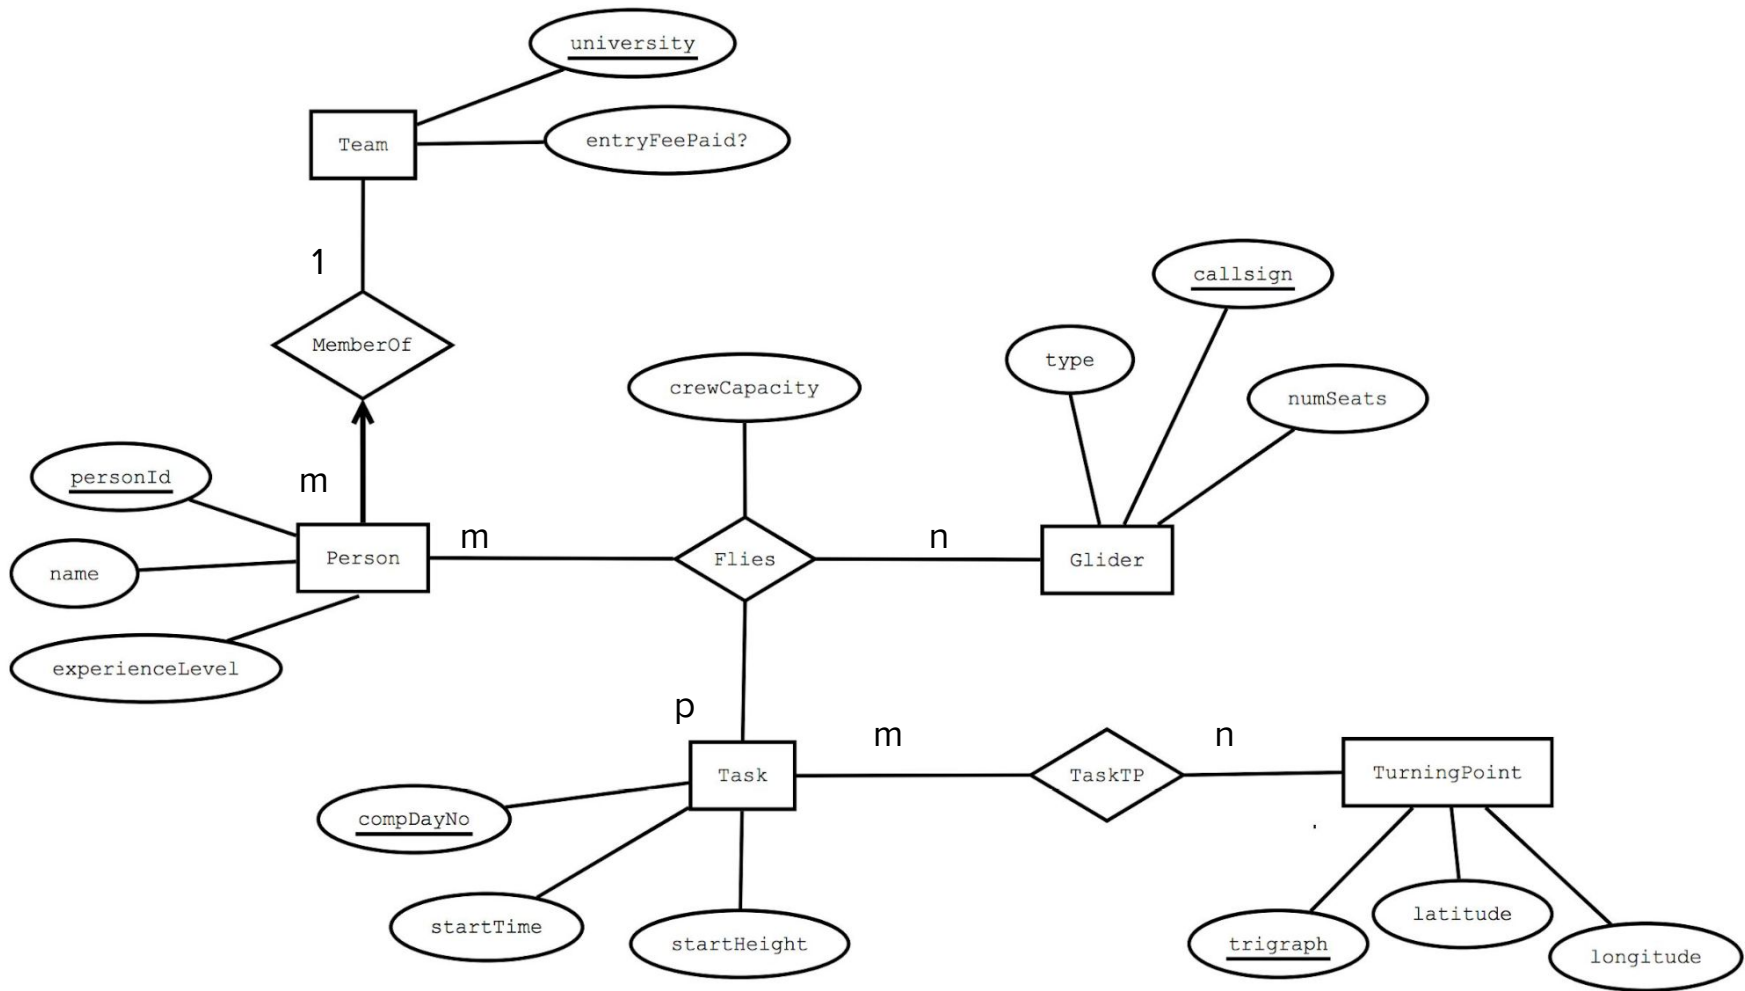 university
Team
entryFeePaid?
1
callsign
MemberOf
type
crewCapacity
numSeats
personId
m
m
n
Person
Flies
Glider
name
experienceLevel
p
m
n
Task
TaskTP
TurningPoint
compDayNo
latitude
startTime
startHeight
trigraph
longitude